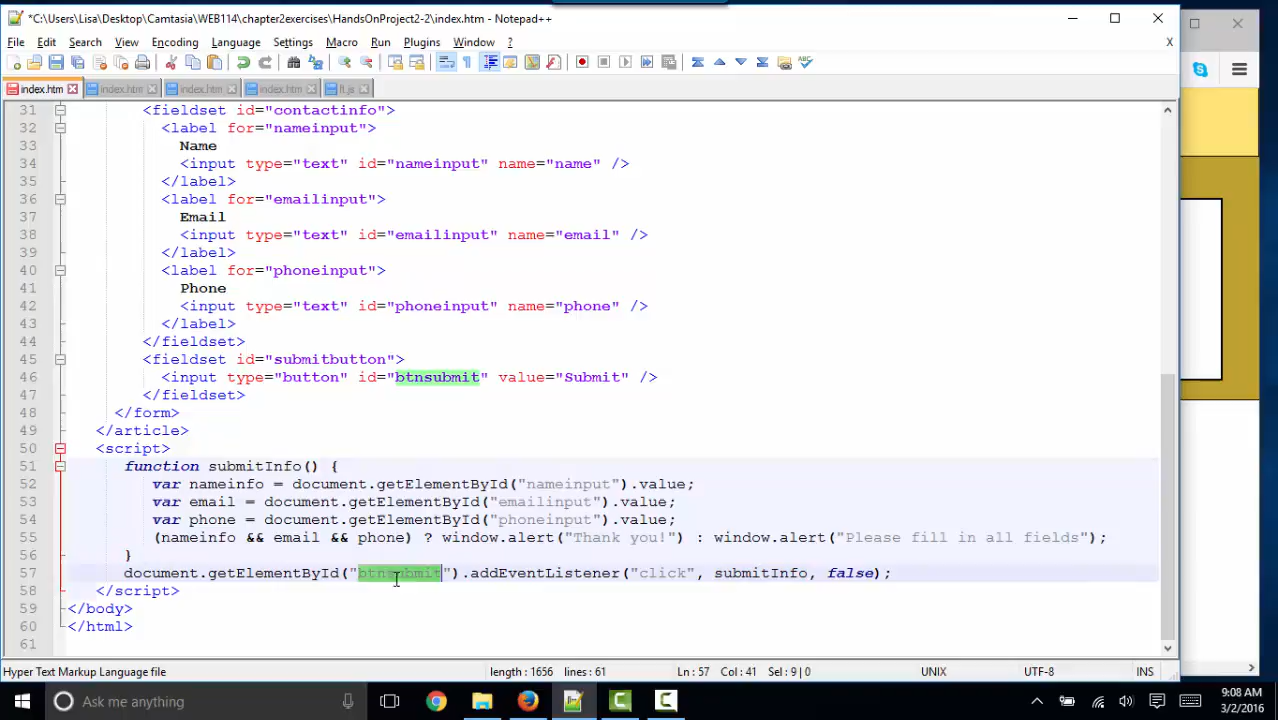 *C:\Users\Lisa\Desktop\Camtasia\WEB114\chapter2exercises\HandsOnProject2-2\index.htm - Notepad++
File Edit Search View Encoding Language Settings Macro Run Plugins Window ? X
index.htm index.htm index.htm index.htm ft.js
31 <fieldset id="contactinfo">
32 <label for="nameinput">
33 Name
34 <input type="text" id="nameinput" name="name" />
35 </label>
36 <label for="emailinput">
37 Email
38 <input type="text" id="emailinput" name="email" />
39 </label>
40 <label for="phoneinput">
41 Phone
42 <input type="text" id="phoneinput" name="phone" />
43 </label>
44 </fieldset>
45 <fieldset id="submitbutton">
46 <input type="button" id="btnsubmit" value="Submit" />
47 </fieldset>
48 </form>
49 </article>
50 <script>
51 function submitInfo() {
52 var nameinfo = document.getElementById("nameinput").value;
53 var email = document.getElementById("emailinput").value;
54 var phone = document.getElementById("phoneinput").value;
55 (nameinfo && email && phone) ? window.alert("Thank you!") : window.alert("Please fill in all fields");
56 }
57 document.getElementById("btnsubmit").addEventListener("click", submitInfo, false);
58 </script>
59 </body>
60 </html>
61
Hyper Text Markup Language file length : 1656 lines : 61 Ln : 57 Col : 41 Sel : 9 | 0 UNIX UTF-8 INS
Ask me anything
9:08 AM
3/2/2016